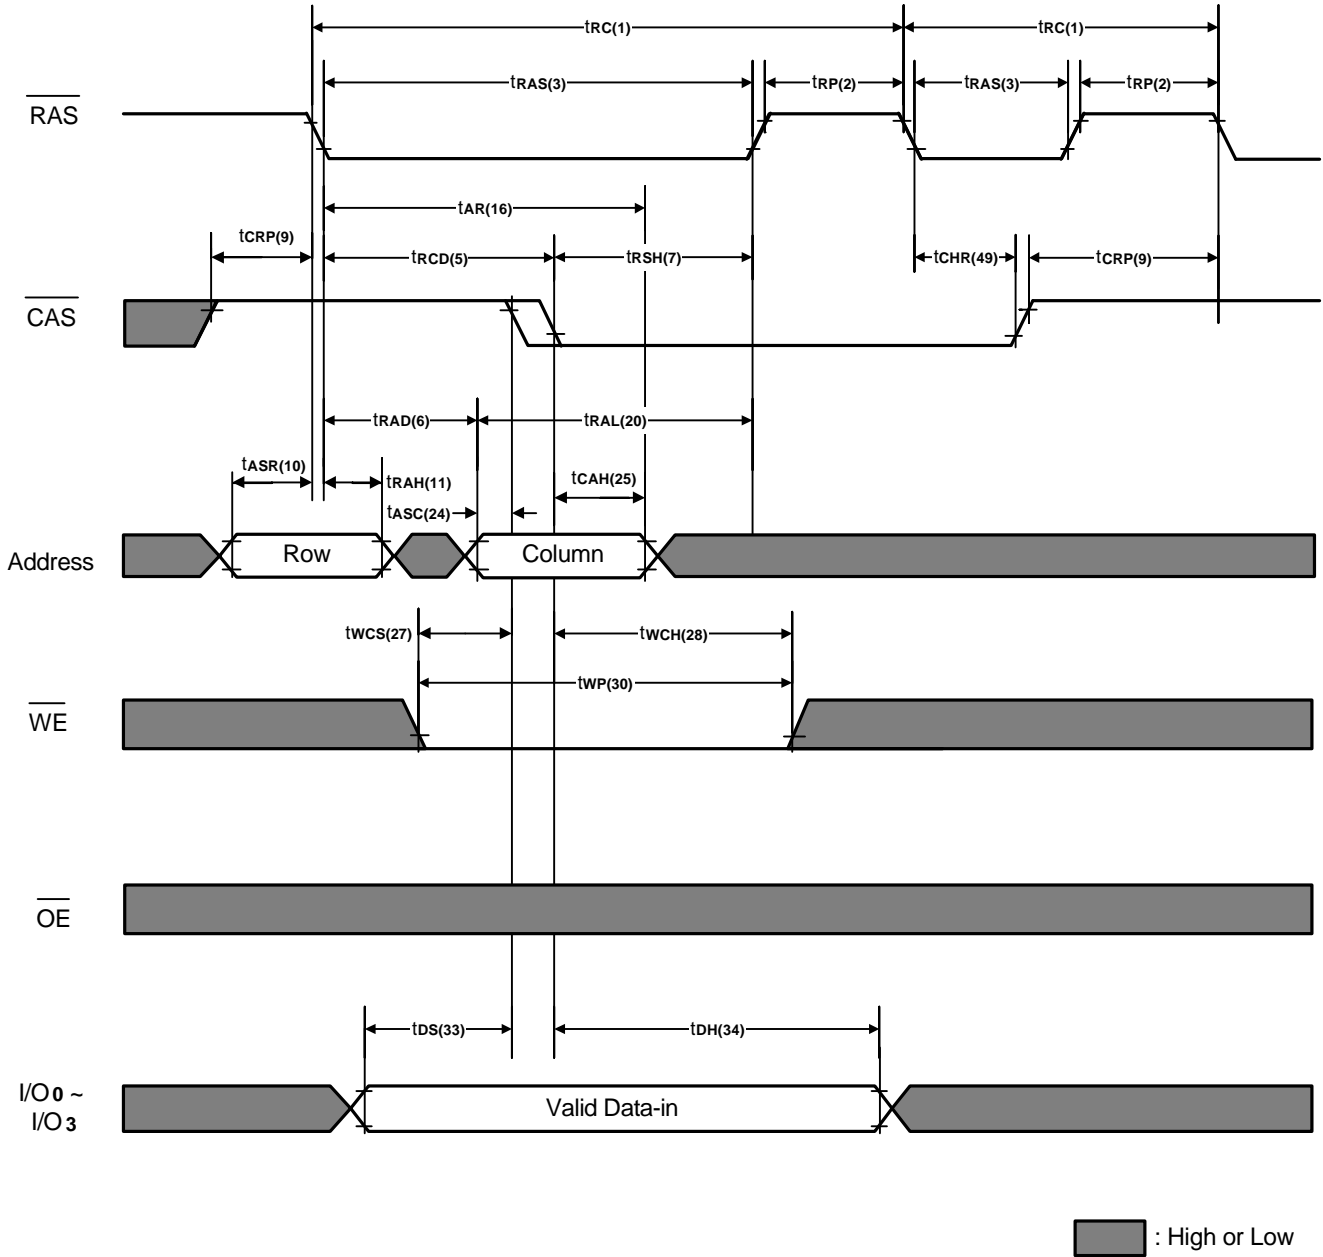 tRC(1) tRC(1)
tRAS(3) tRP(2) tRAS(3) tRP(2)
RAS
tAR(16)
tCRP(9) tRCD(5) tRSH(7) tCHR(49) tCRP(9)
CAS
tRAD(6) tRAL(20)
tASR(10) tRAH(11) tCAH(25)
tASC(24)
Address Row Column
tWCS(27) tWCH(28)
tWP(30)
WE
OE
tDS(33) tDH(34)
I/O0 ~
I/O3
Valid Data-in
: High or Low